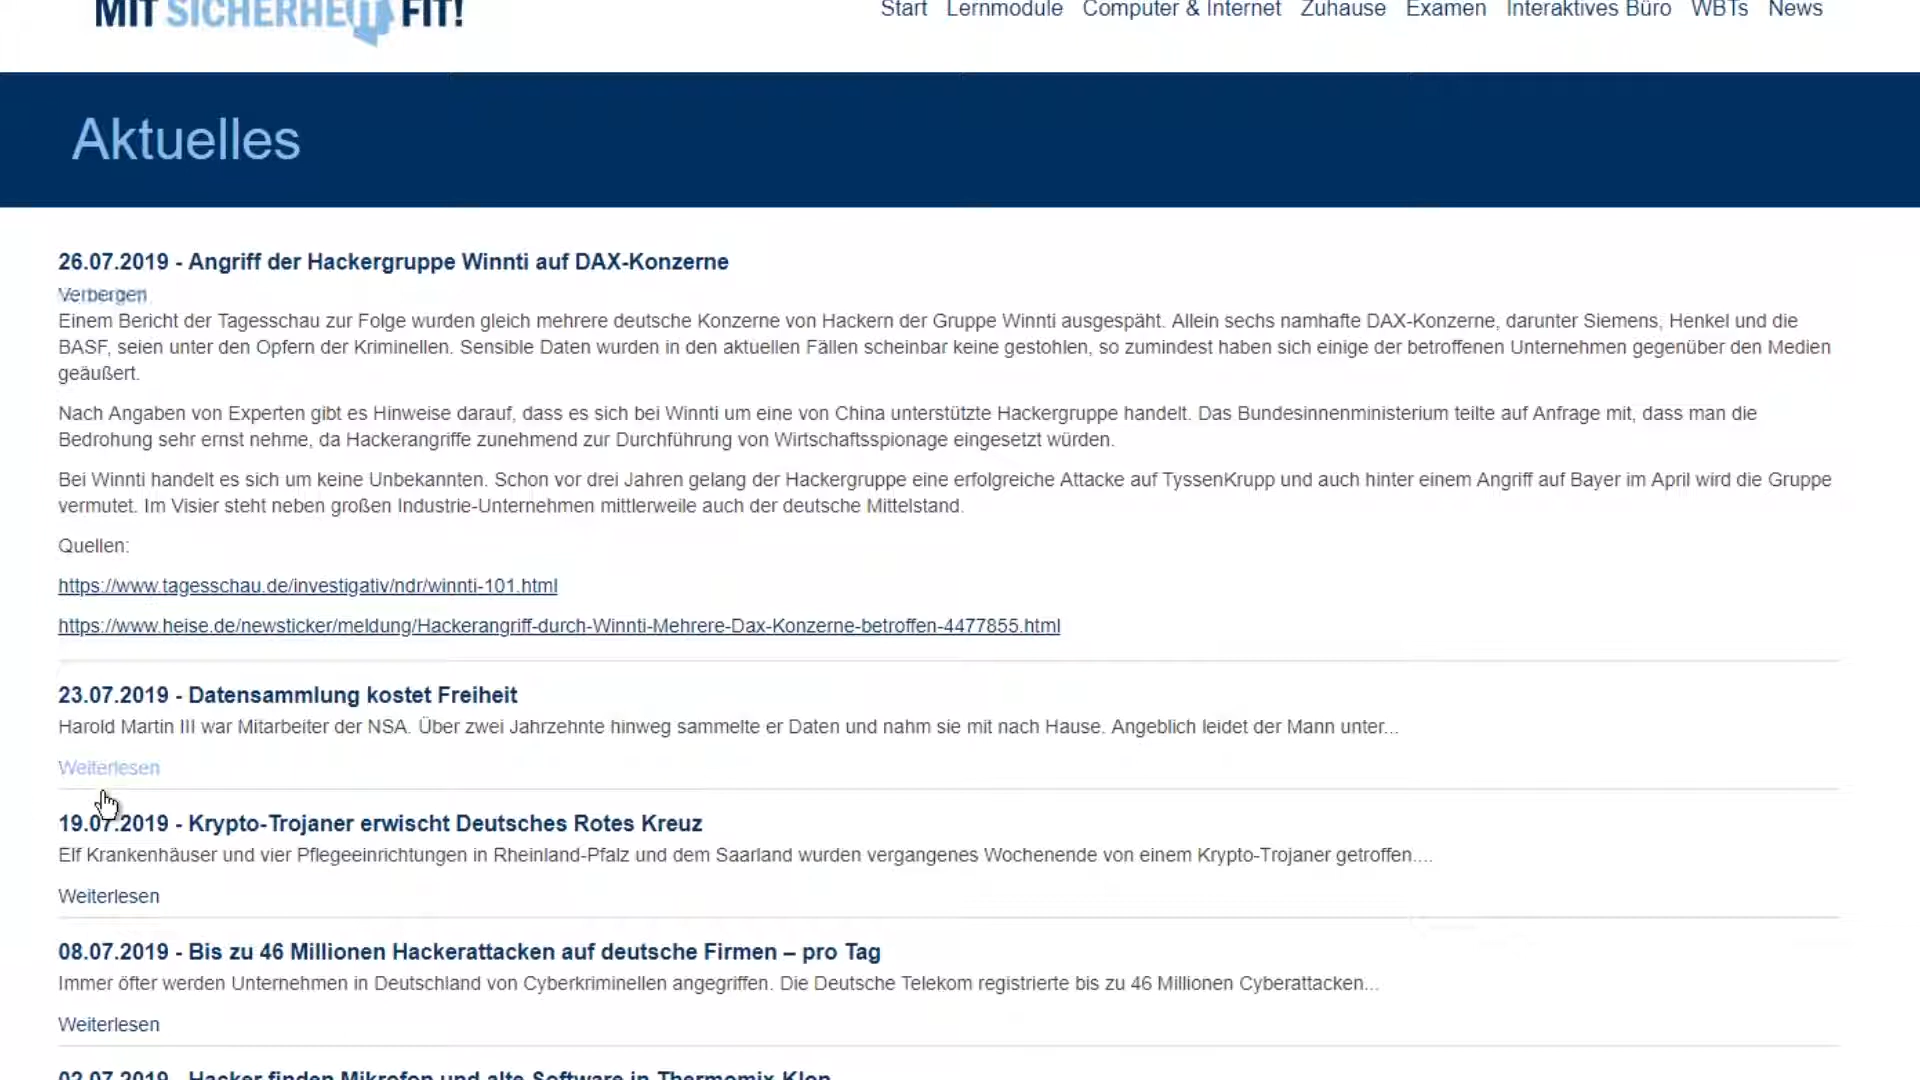 MIT SICHERHEIT FIT!
Start Lernmodule Computer & Internet Zuhause Examen Interaktives Büro WBTs News
Aktuelles
26.07.2019 - Angriff der Hackergruppe Winnti auf DAX-Konzerne
Verbergen
Einem Bericht der Tagesschau zur Folge wurden gleich mehrere deutsche Konzerne von Hackern der Gruppe Winnti ausgespäht. Allein sechs namhafte DAX-Konzerne, darunter Siemens, Henkel und die
BASF, seien unter den Opfern der Kriminellen. Sensible Daten wurden in den aktuellen Fällen scheinbar keine gestohlen, so zumindest haben sich einige der betroffenen Unternehmen gegenüber den Medien
geäußert.
Nach Angaben von Experten gibt es Hinweise darauf, dass es sich bei Winnti um eine von China unterstützte Hackergruppe handelt. Das Bundesinnenministerium teilte auf Anfrage mit, dass man die
Bedrohung sehr ernst nehme, da Hackerangriffe zunehmend zur Durchführung von Wirtschaftsspionage eingesetzt würden.
Bei Winnti handelt es sich um keine Unbekannten. Schon vor drei Jahren gelang der Hackergruppe eine erfolgreiche Attacke auf TyssenKrupp und auch hinter einem Angriff auf Bayer im April wird die Gruppe
vermutet. Im Visier steht neben großen Industrie-Unternehmen mittlerweile auch der deutsche Mittelstand.
Quellen:
https://www.tagesschau.de/investigativ/ndr/winnti-101.html
https://www.heise.de/newsticker/meldung/Hackerangriff-durch-Winnti-Mehrere-Dax-Konzerne-betroffen-4477855.html
23.07.2019 - Datensammlung kostet Freiheit
Harold Martin III war Mitarbeiter der NSA. Über zwei Jahrzehnte hinweg sammelte er Daten und nahm sie mit nach Hause. Angeblich leidet der Mann unter...
Weiterlesen
19.07.2019 - Krypto-Trojaner erwischt Deutsches Rotes Kreuz
Elf Krankenhäuser und vier Pflegeeinrichtungen in Rheinland-Pfalz und dem Saarland wurden vergangenes Wochenende von einem Krypto-Trojaner getroffen....
Weiterlesen
08.07.2019 - Bis zu 46 Millionen Hackerattacken auf deutsche Firmen – pro Tag
Immer öfter werden Unternehmen in Deutschland von Cyberkriminellen angegriffen. Die Deutsche Telekom registrierte bis zu 46 Millionen Cyberattacken...
Weiterlesen
02.07.2019 - Hacker finden Mikrofon und alte Software in Thermomix-Klon